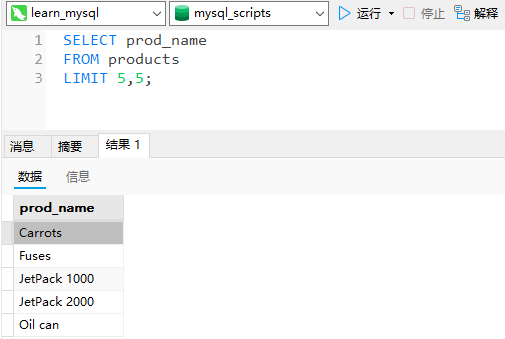 learn_mysql mysql_scripts 运行 停止 解释
1 SELECT prod_name
2 FROM products
3 LIMIT 5,5;
消息 摘要 结果 1
数据 信息
prod_name
Carrots
Fuses
JetPack 1000
JetPack 2000
Oil can